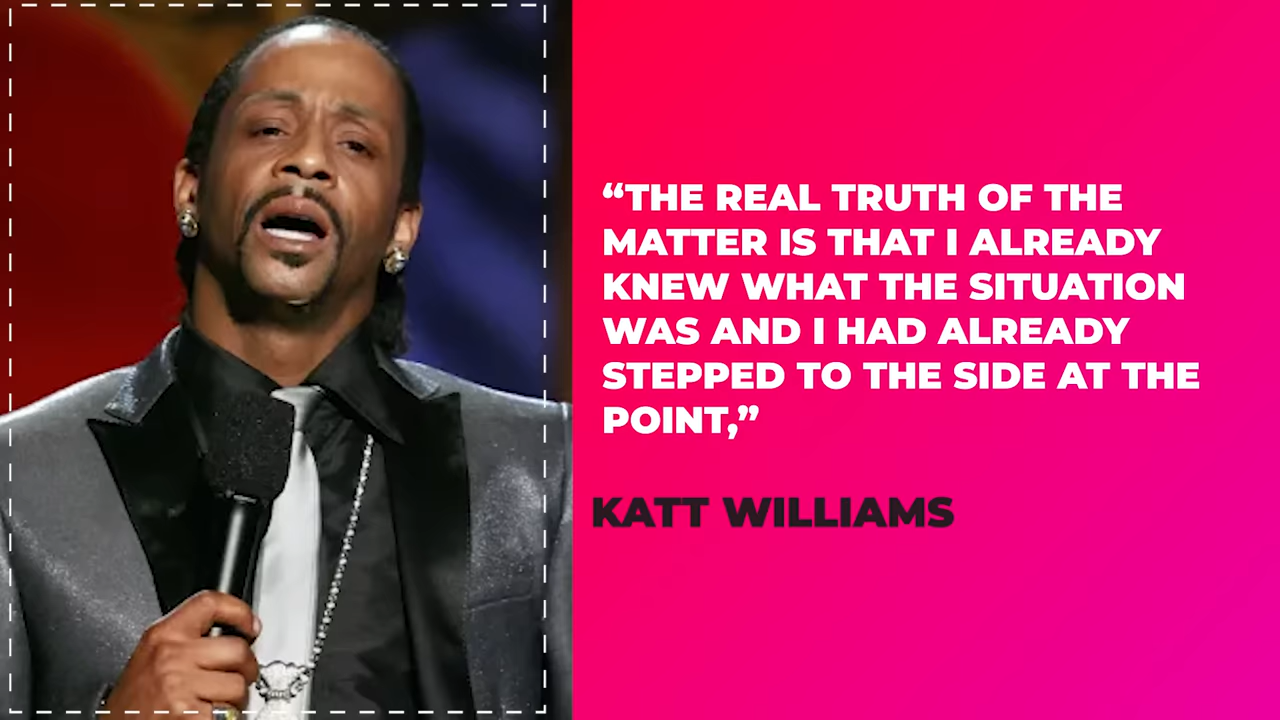 “THE REAL TRUTH OF THE
MATTER IS THAT I ALREADY
KNEW WHAT THE SITUATION
WAS AND I HAD ALREADY
STEPPED TO THE SIDE AT THE
POINT,”
KATT WILLIAMS